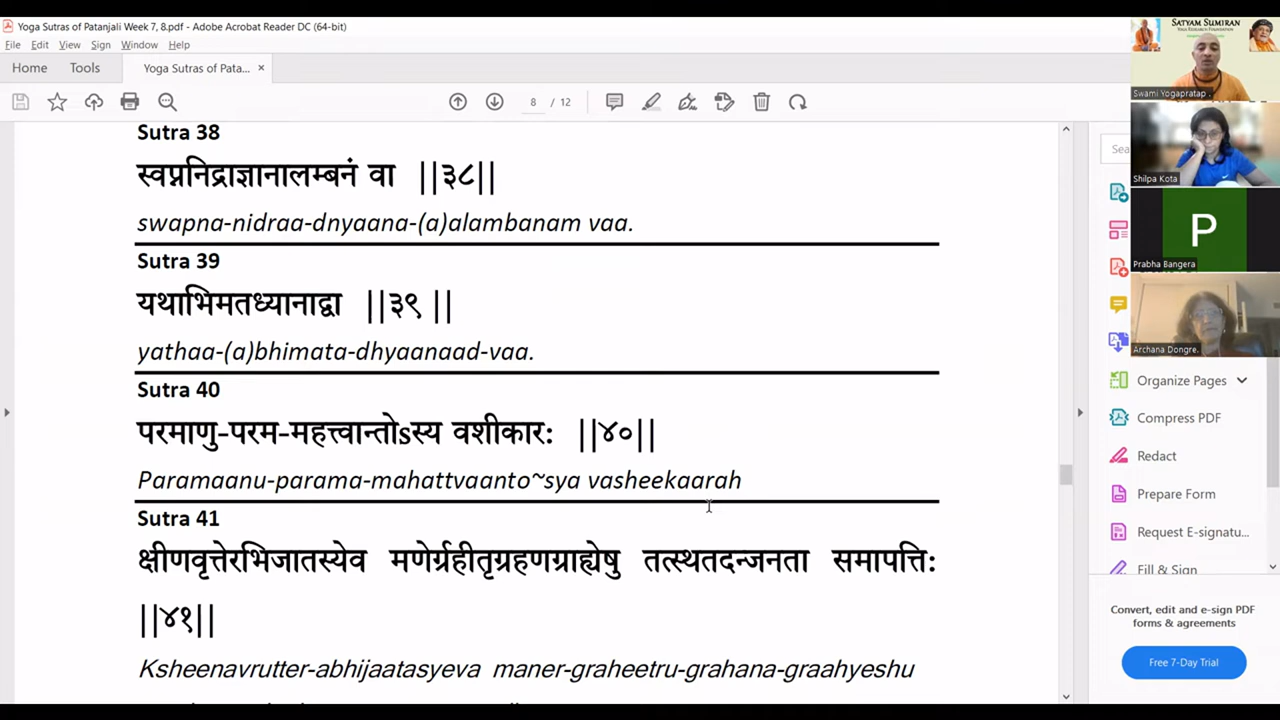 Yoga Sutras of Patanjali Week 7, 8.pdf - Adobe Acrobat Reader DC (64-bit)
File Edit View Sign Window Help
Home Tools Yoga Sutras of Pata... ×
8 / 12
Sutra 38
स्वप्ननिद्राज्ञानालम्बनं वा ||३८||
swapna-nidraa-dnyaana-(a)alambanam vaa.
Sutra 39
यथाभिमतध्यानाद्वा ||३९ ||
yathaa-(a)bhimata-dhyaanaad-vaa.
Sutra 40
परमाणु-परम-महत्त्वान्तोऽस्य वशीकार: ||४०||
Paramaanu-parama-mahattvaanto~sya vasheekaarah
Sutra 41
क्षीणवृत्तेरभिजातस्येव मणेर्ग्रहीतृग्रहणग्राह्येषु तत्स्थतदन्जनता समापत्ति:
||४१||
Ksheenavrutter-abhijaatasyeva maner-graheetru-grahana-graahyeshu
SATYAM SUMIRAN
YOGA RESEARCH FOUNDATION
Swami Yogapratap .
Shilpa Kota
P
Prabha Bangera
Archana Dongre.
Sea
Organize Pages
Compress PDF
Redact
Prepare Form
Request E-signatu...
Fill & Sign
Convert, edit and e-sign PDF
forms & agreements
Free 7-Day Trial